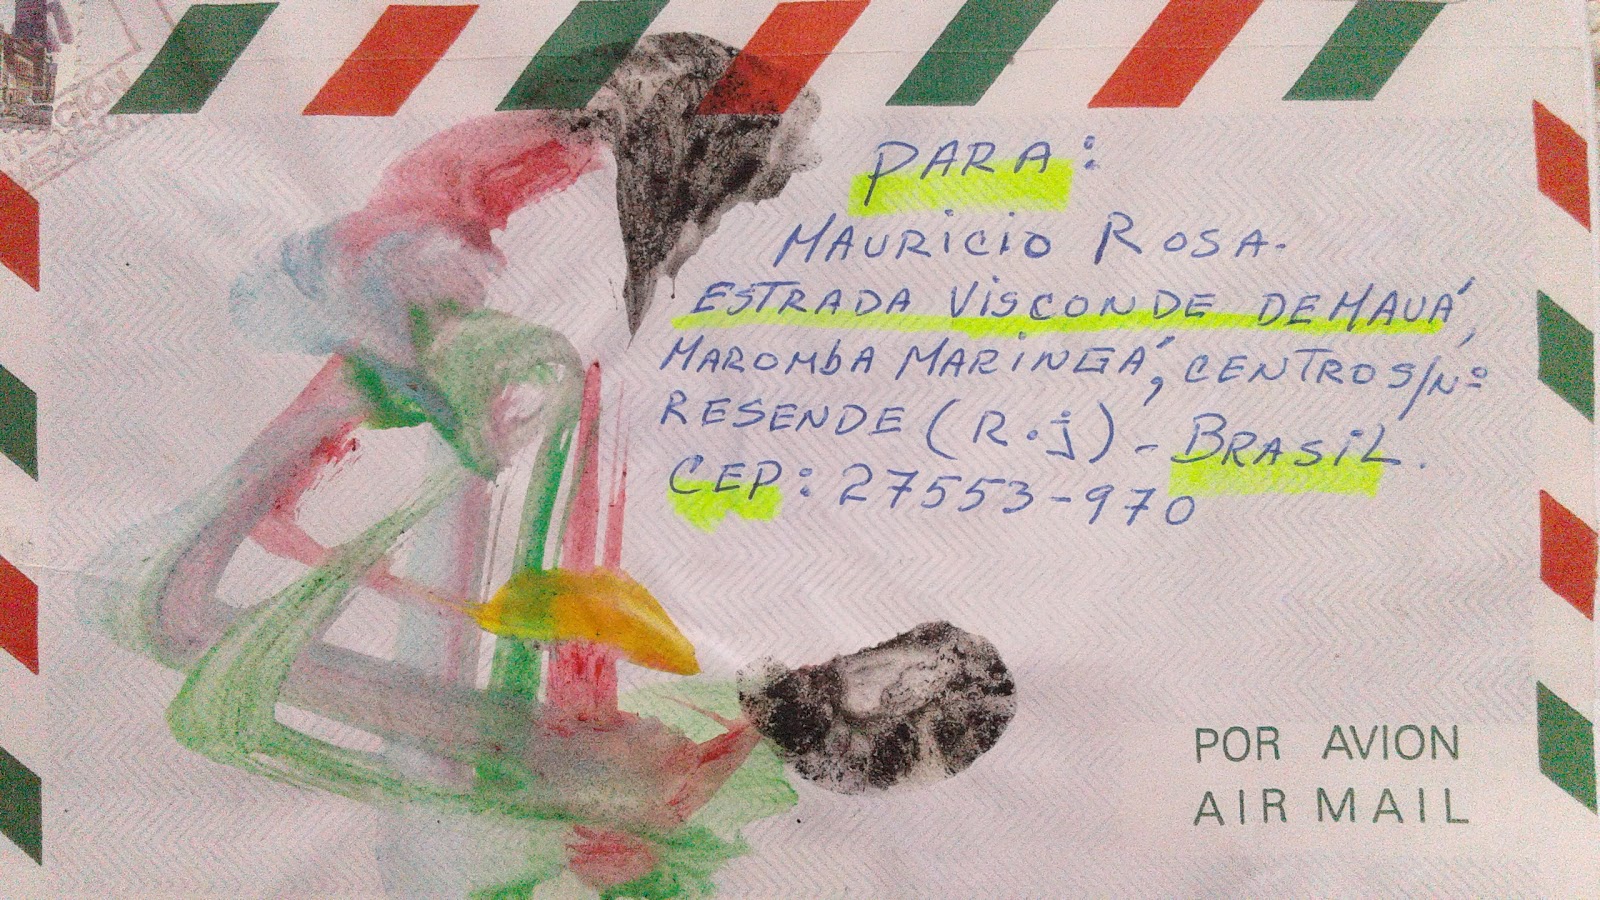 PARA:
MAURICIO ROSA.
ESTRADA VISCONDE DE MAUÁ,
MAROMBA MARINGÁ, CENTRO S/Nº
RESENDE (R.j) - BRASIL.
CEP: 27553-970
POR AVION
AIR MAIL